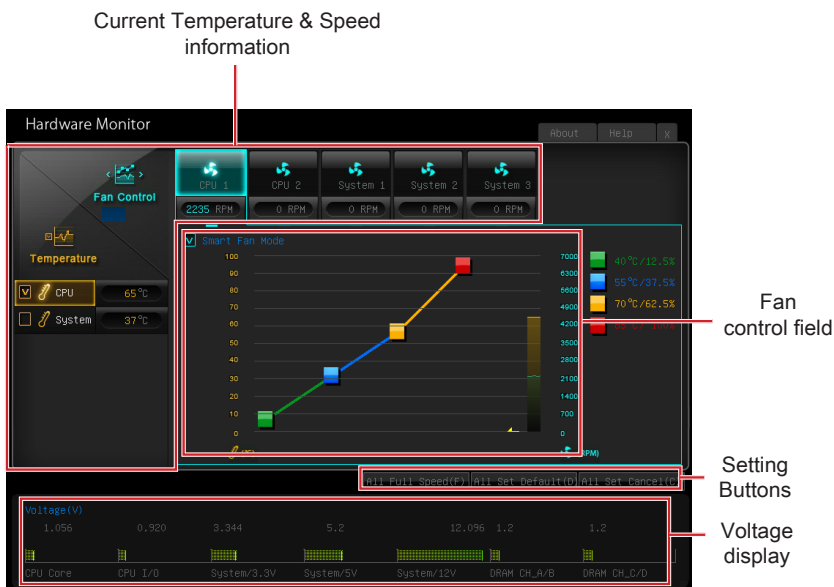 Current Temperature & Speed
information
Hardware Monitor
About Help x
Fan Control
CPU 1 CPU 2 System 1 System 2 System 3
2235 RPM 0 RPM 0 RPM 0 RPM 0 RPM
Temperature
V CPU 65°C
System 37°C
V Smart Fan Mode
100 7000
90 6300
80 5600
70 4900
60 4200
50 3500
40 2800
30 2100
20 1400
10 700
0 0
(°C) (RPM)
40°C/12.5%
55°C/37.5%
70°C/62.5%
Fan
control field
All Full Speed(F) All Set Default(D) All Set Cancel(C
Setting
Buttons
Voltage(V)
1.056 0.920 3.344 5.2 12.096 1.2 1.2
CPU Core CPU I/O System/3.3V System/5V System/12V DRAM CH_A/B DRAM CH_C/D
Voltage
display